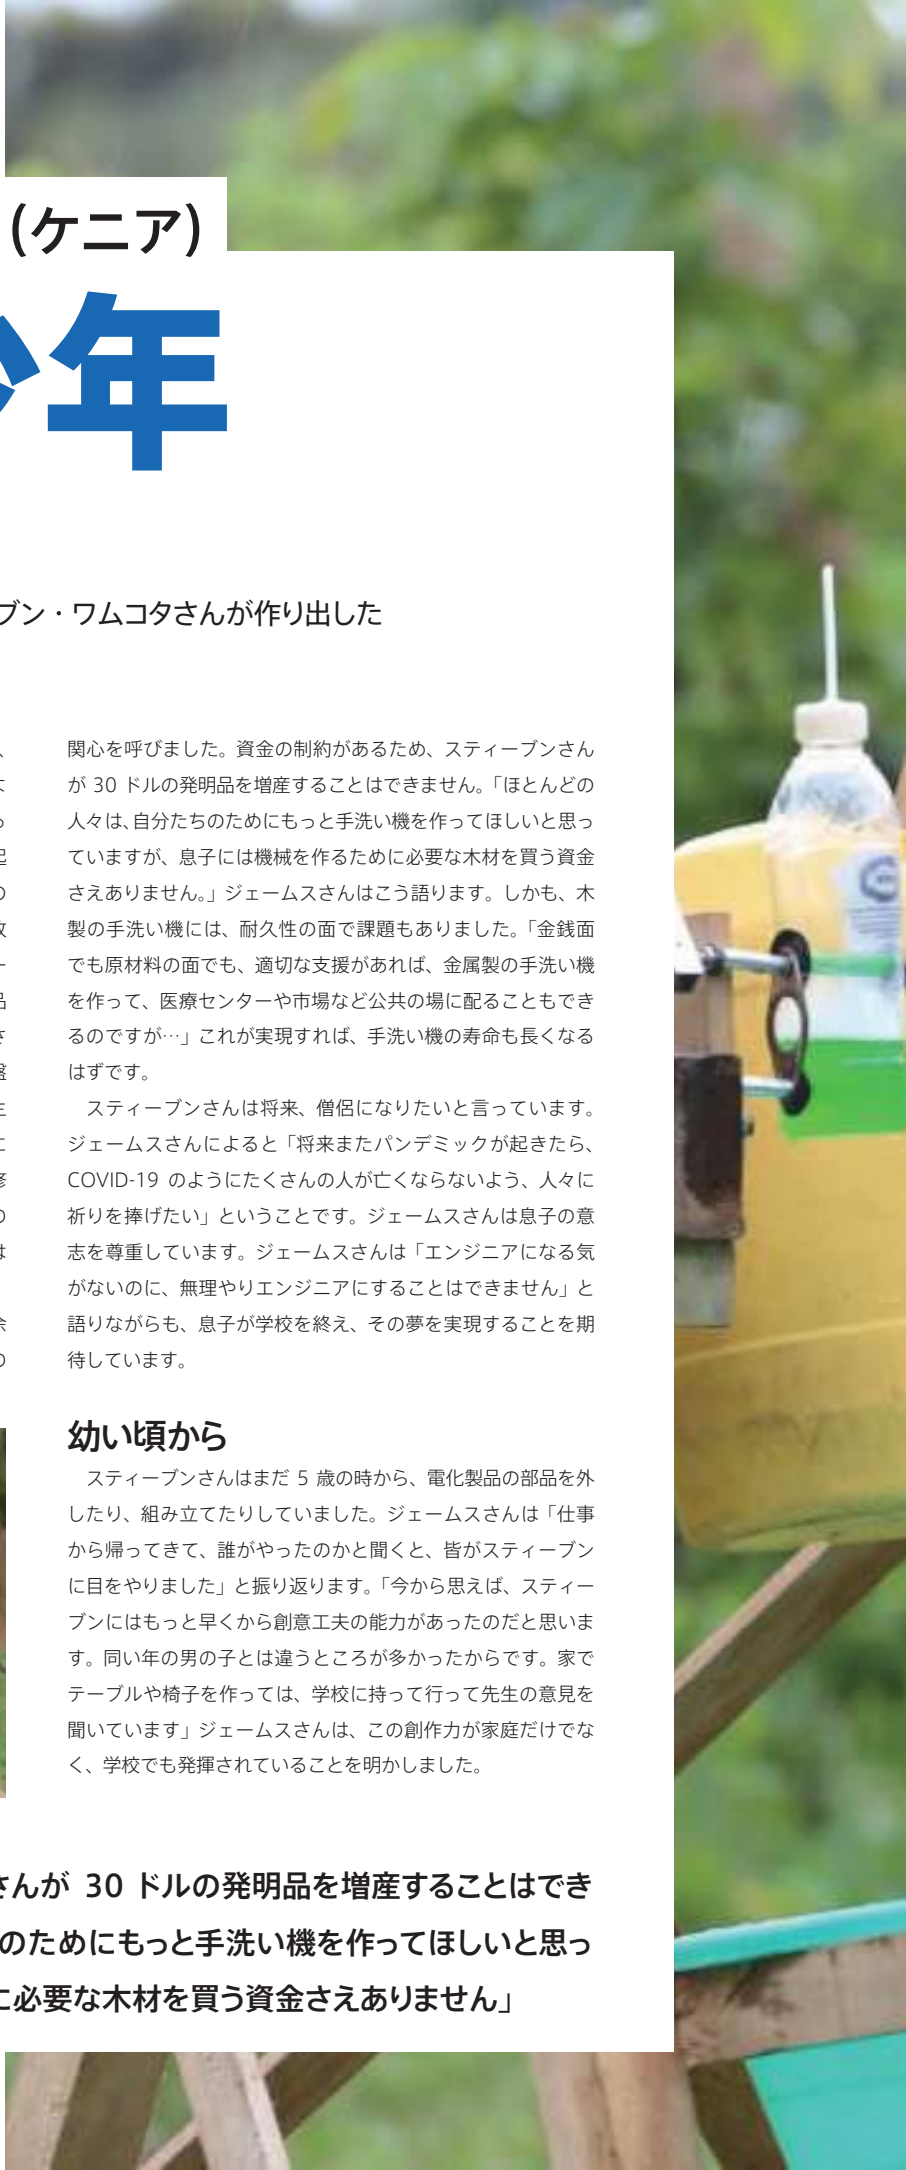 （ケニア）
少年
ブン・ワムコタさんが作り出した
関心を呼びました。資金の制約があるため、スティーブンさん
が 30 ドルの発明品を増産することはできません。「ほとんどの
人々は、自分たちのためにもっと手洗い機を作ってほしいと思っ
ていますが、息子には機械を作るために必要な木材を買う資金
さえありません。」ジェームスさんはこう語ります。しかも、木
製の手洗い機には、耐久性の面で課題もありました。「金銭面
でも原材料の面でも、適切な支援があれば、金属製の手洗い機
を作って、医療センターや市場など公共の場に配ることもでき
るのですが…」これが実現すれば、手洗い機の寿命も長くなる
はずです。
スティーブンさんは将来、僧侶になりたいと言っています。
ジェームスさんによると「将来またパンデミックが起きたら、
COVID-19 のようにたくさんの人が亡くならないよう、人々に
祈りを捧げたい」ということです。ジェームスさんは息子の意
志を尊重しています。ジェームスさんは「エンジニアになる気
がないのに、無理やりエンジニアにすることはできません」と
語りながらも、息子が学校を終え、その夢を実現することを期
待しています。
幼い頃から
スティーブンさんはまだ 5 歳の時から、電化製品の部品を外
したり、組み立てたりしていました。ジェームスさんは「仕事
から帰ってきて、誰がやったのかと聞くと、皆がスティーブン
に目をやりました」と振り返ります。「今から思えば、スティー
ブンにはもっと早くから創意工夫の能力があったのだと思いま
す。同い年の男の子とは違うところが多かったからです。家で
テーブルや椅子を作っては、学校に持って行って先生の意見を
聞いています」ジェームスさんは、この創作力が家庭だけでな
く、学校でも発揮されていることを明かしました。
さんが 30 ドルの発明品を増産することはでき
のためにもっと手洗い機を作ってほしいと思っ
に必要な木材を買う資金さえありません」